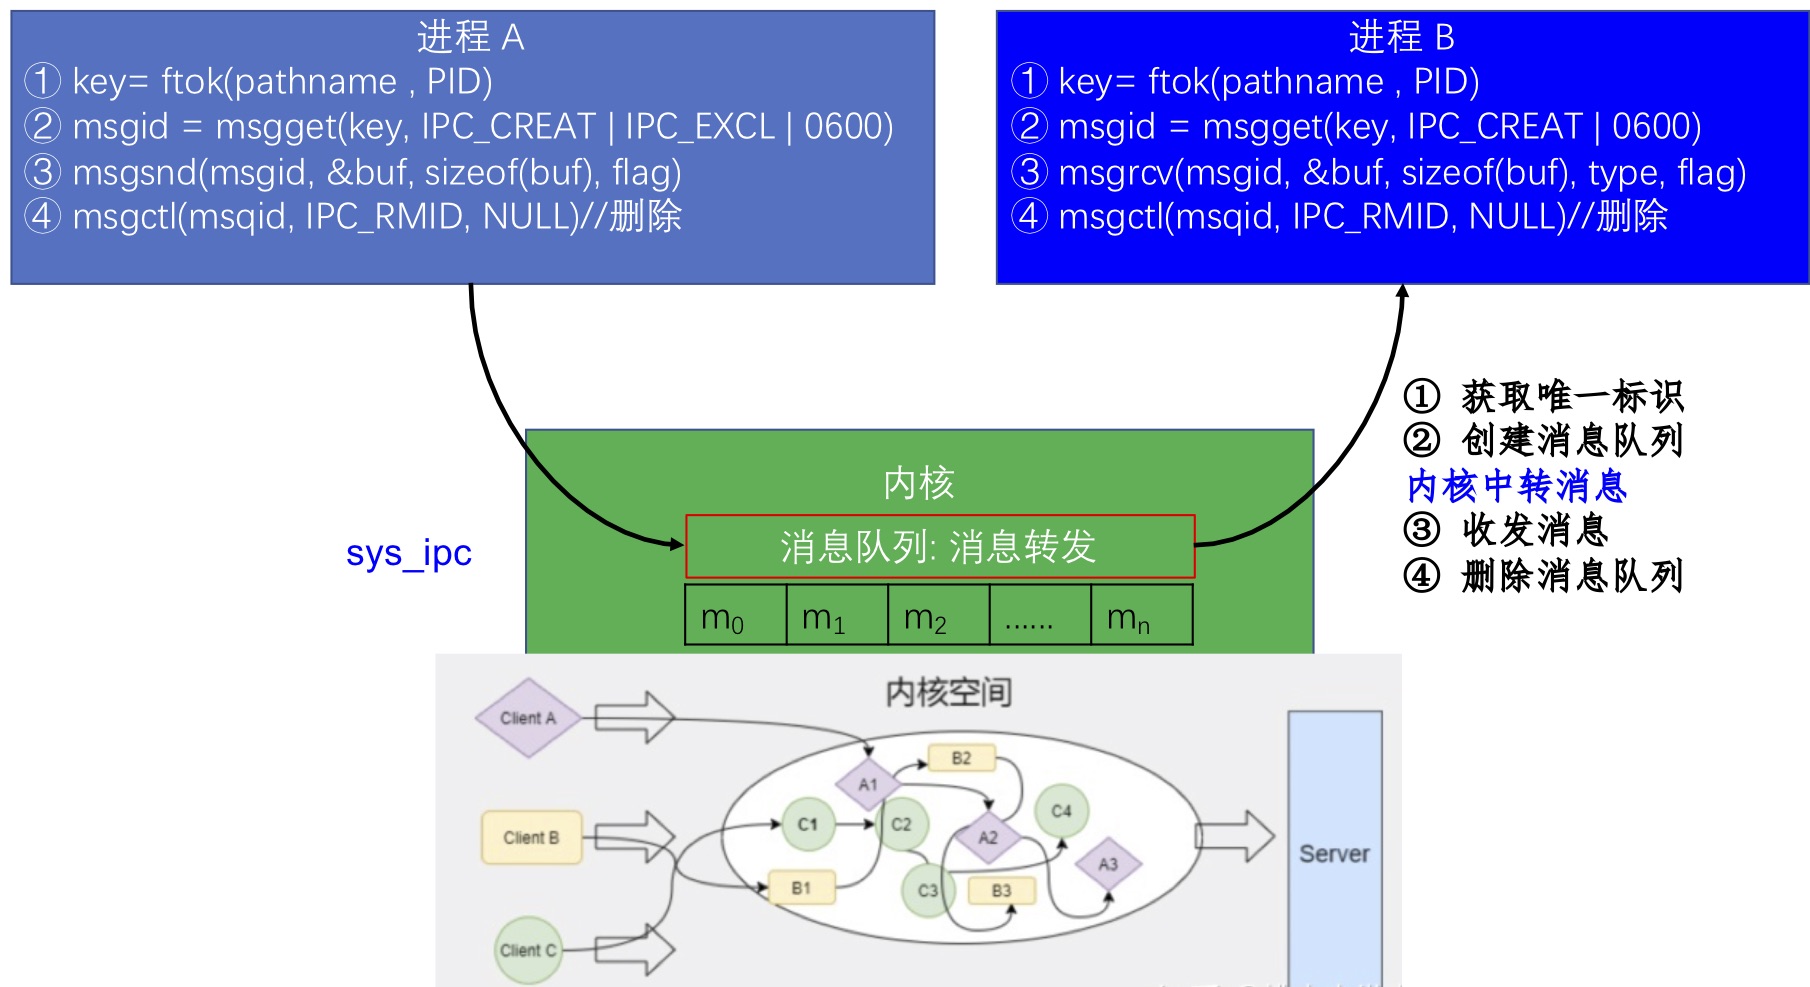 进程 A
① key= ftok(pathname , PID)
② msgid = msgget(key, IPC_CREAT | IPC_EXCL | 0600)
③ msgsnd(msgid, &buf, sizeof(buf), flag)
④ msgctl(msqid, IPC_RMID, NULL)//删除
进程 B
① key= ftok(pathname , PID)
② msgid = msgget(key, IPC_CREAT | 0600)
③ msgrcv(msgid, &buf, sizeof(buf), type, flag)
④ msgctl(msqid, IPC_RMID, NULL)//删除
① 获取唯一标识
② 创建消息队列
内核中转消息
③ 收发消息
④ 删除消息队列
内核
sys_ipc
消息队列: 消息转发
m0 m1 m2 ...... mn
内核空间
Client A
Client B
Client C
A1
B2
C1
C2
C4
A2
A3
B1
C3
B3
Server